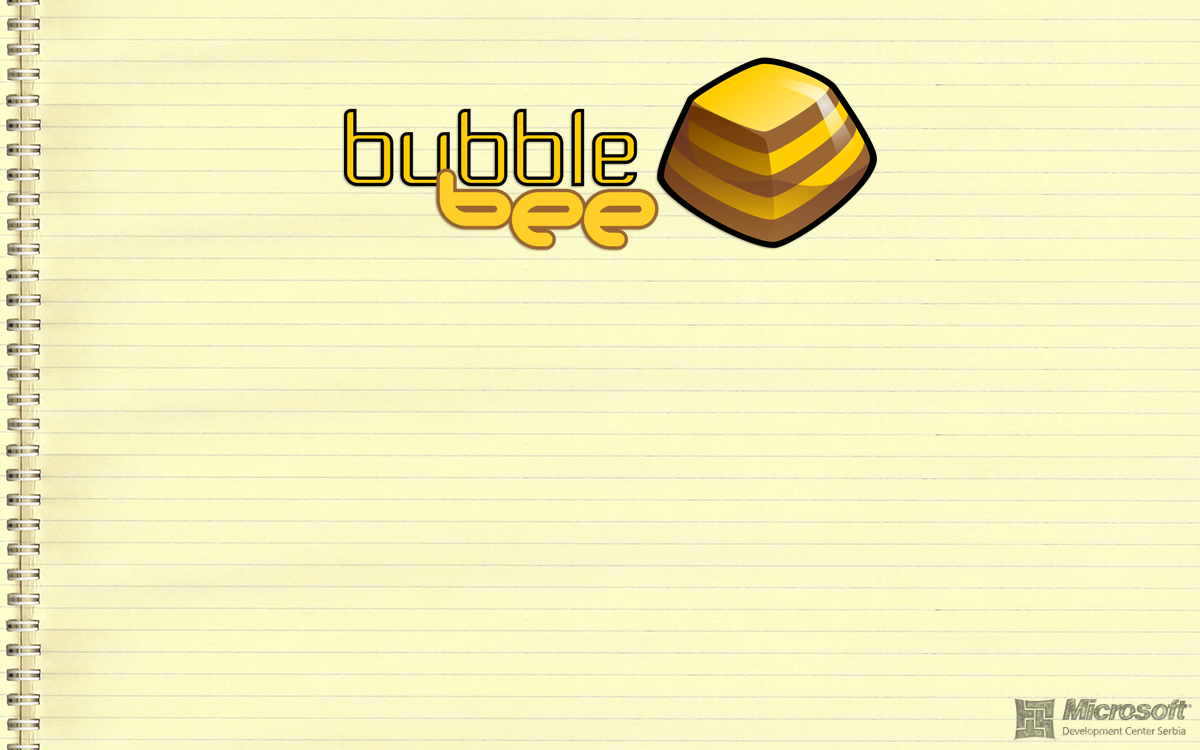 bubble
bee
Microsoft®
Development Center Serbia